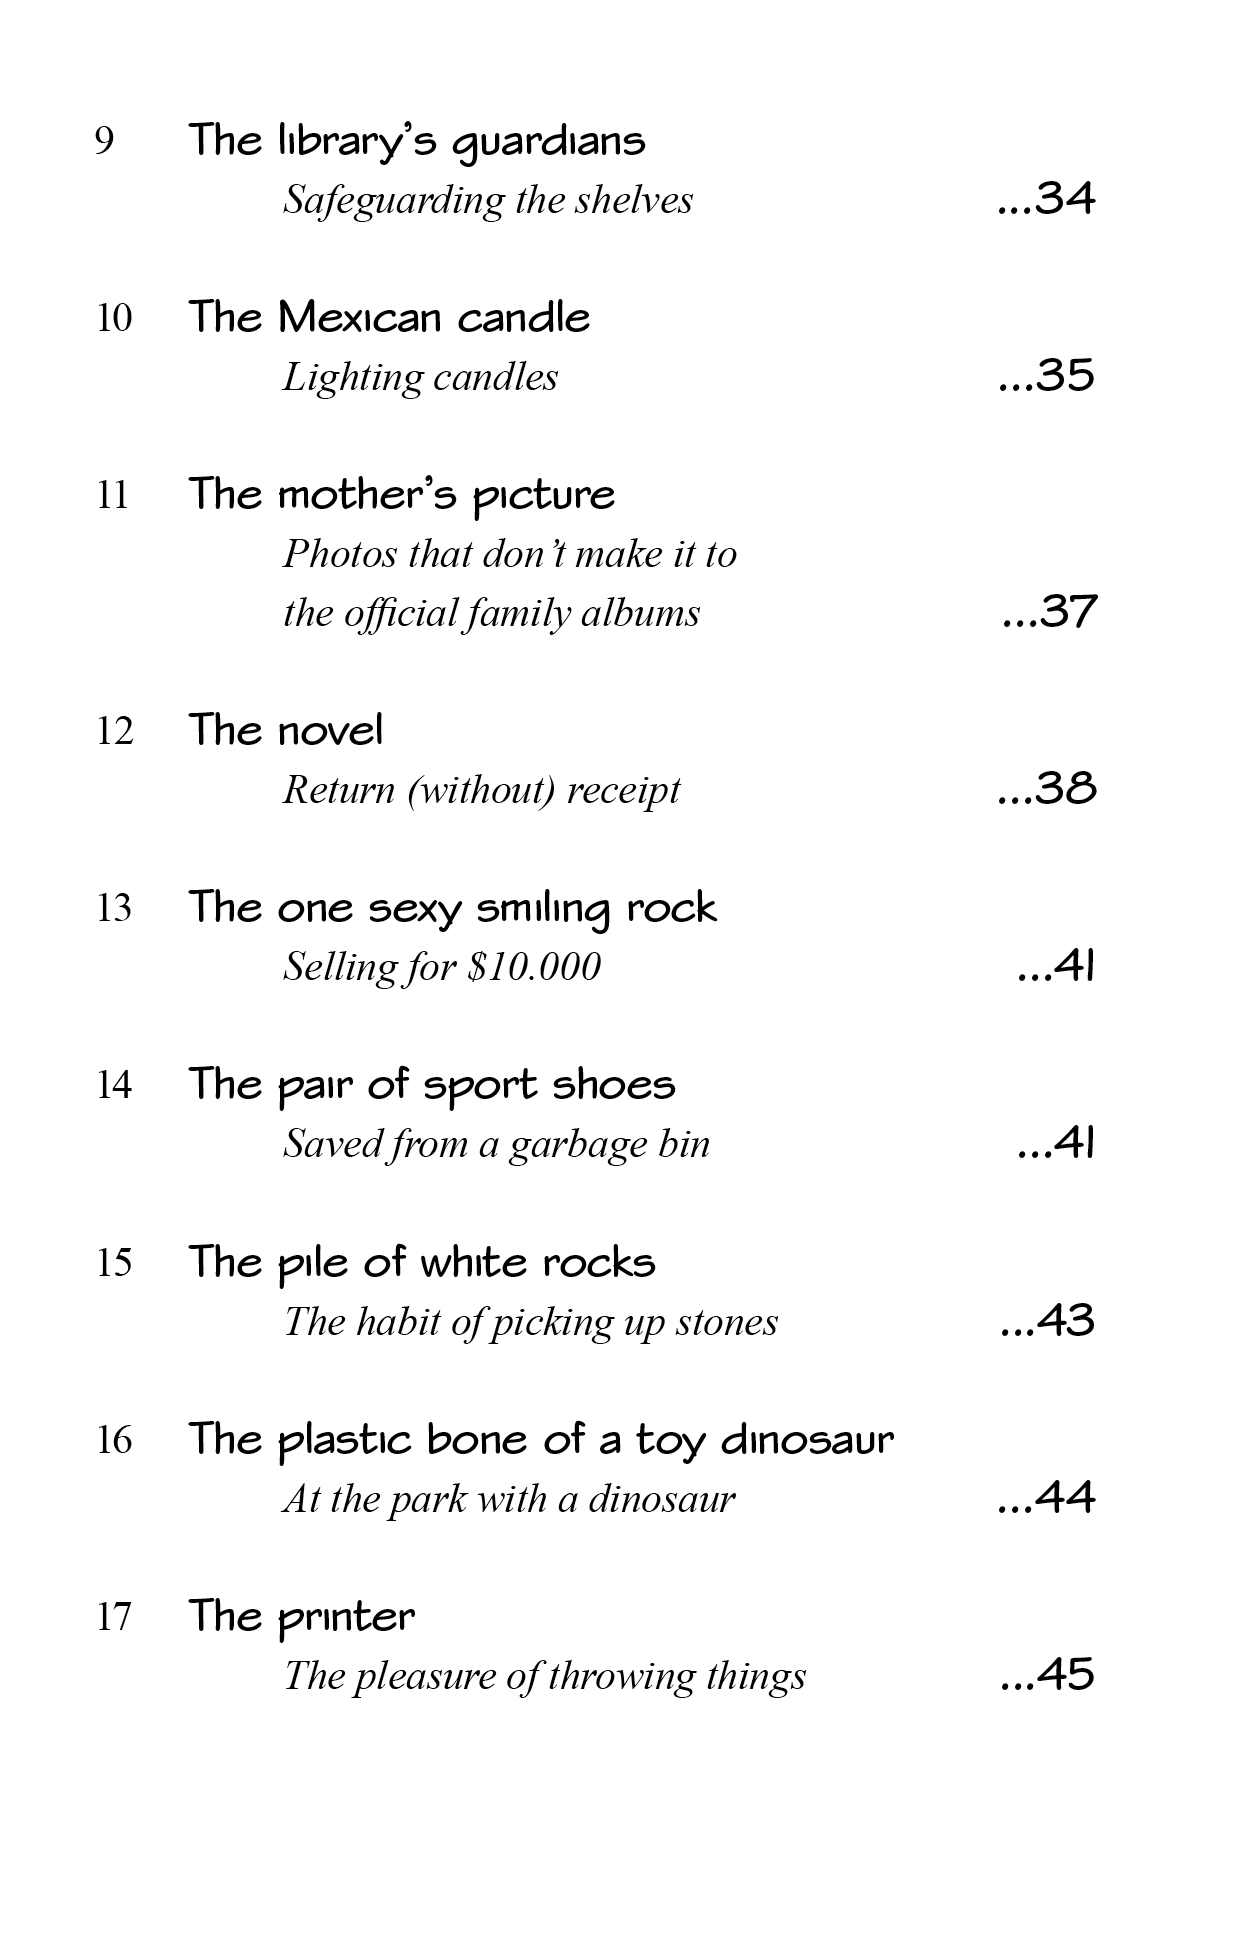 9 The library’s guardians
Safeguarding the shelves ...34
10 The Mexican candle
Lighting candles ...35
11 The mother’s picture
Photos that don’t make it to
the official family albums ...37
12 The novel
Return (without) receipt ...38
13 The one sexy smiling rock
Selling for $10.000 ...41
14 The pair of sport shoes
Saved from a garbage bin ...41
15 The pile of white rocks
The habit of picking up stones ...43
16 The plastic bone of a toy dinosaur
At the park with a dinosaur ...44
17 The printer
The pleasure of throwing things ...45